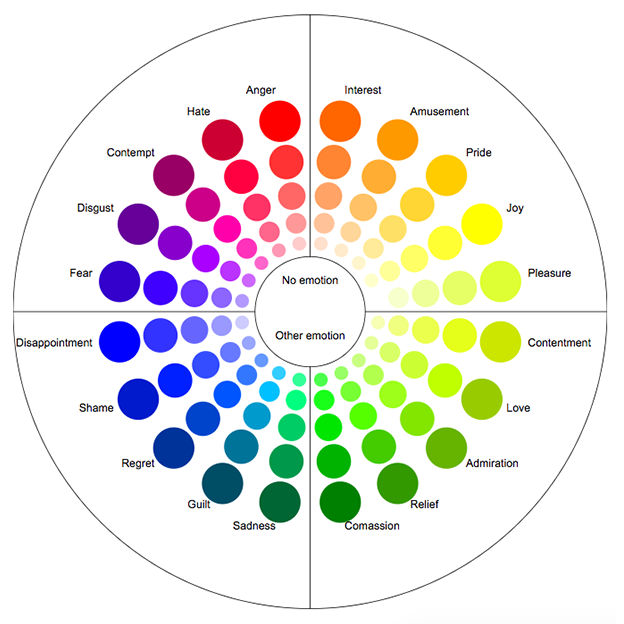 Anger
Interest
Hate
Amusement
Contempt
Pride
Disgust
Joy
Fear
Pleasure
No emotion
Other emotion
Disappointment
Contentment
Shame
Love
Regret
Admiration
Guilt
Relief
Sadness
Comassion